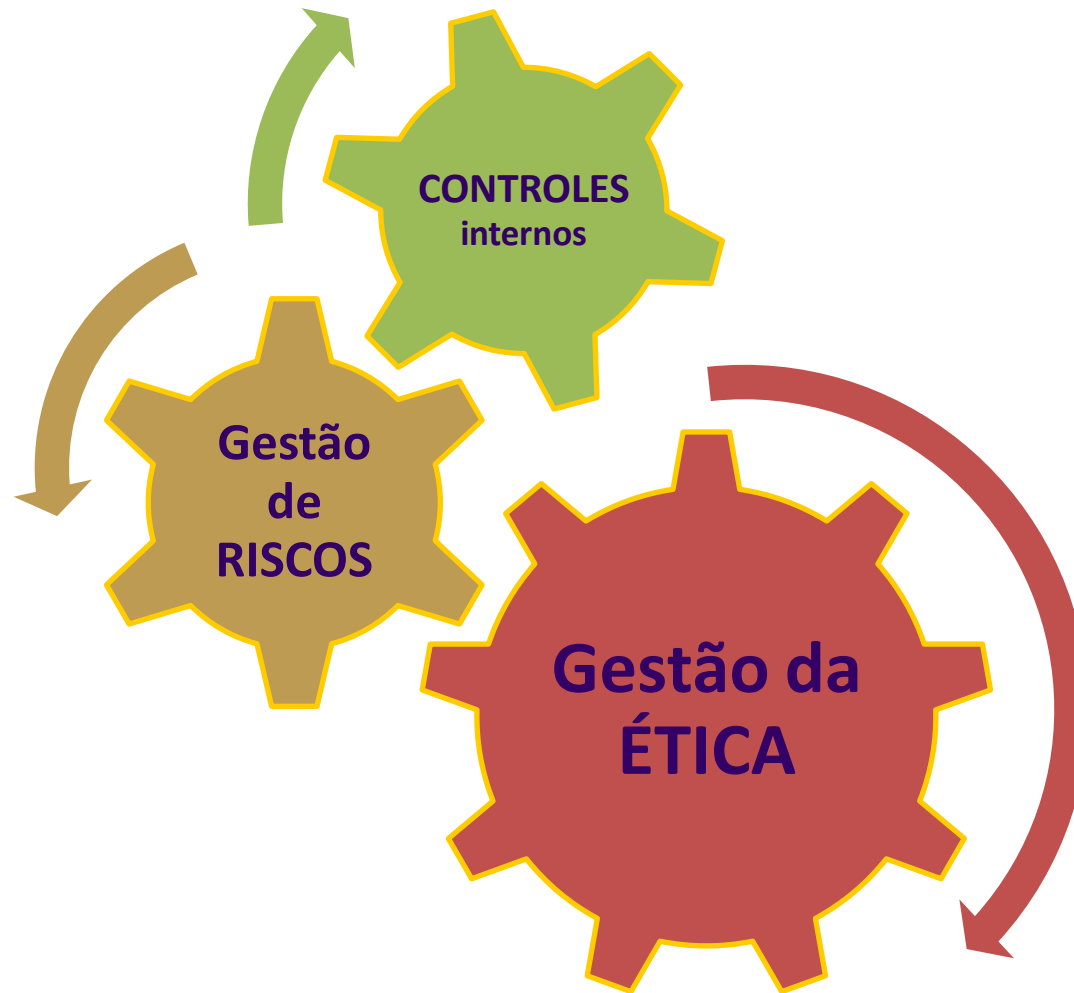 CONTROLES
internos
Gestão
de
RISCOS
Gestão da
ÉTICA